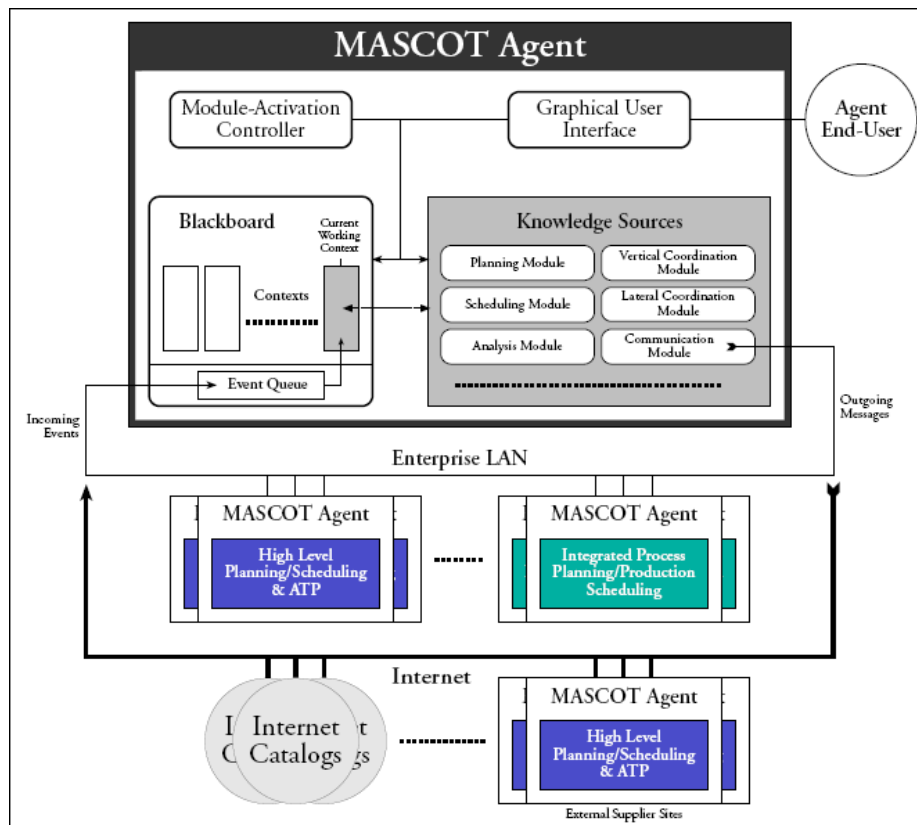 MASCOT Agent
Module-Activation
Controller
Graphical User
Interface
Agent
End-User
Blackboard
Current
Working
Context
Contexts
Event Queue
Knowledge Sources
Planning Module
Vertical Coordination
Module
Scheduling Module
Lateral Coordination
Module
Analysis Module
Communication
Module
Incoming
Events
Outgoing
Messages
Enterprise LAN
MASCOT Agent
High Level
Planning/Scheduling
& ATP
MASCOT Agent
Integrated Process
Planning/Production
Scheduling
Internet
Internet
Catalogs
MASCOT Agent
High Level
Planning/Scheduling
& ATP
External Supplier Sites